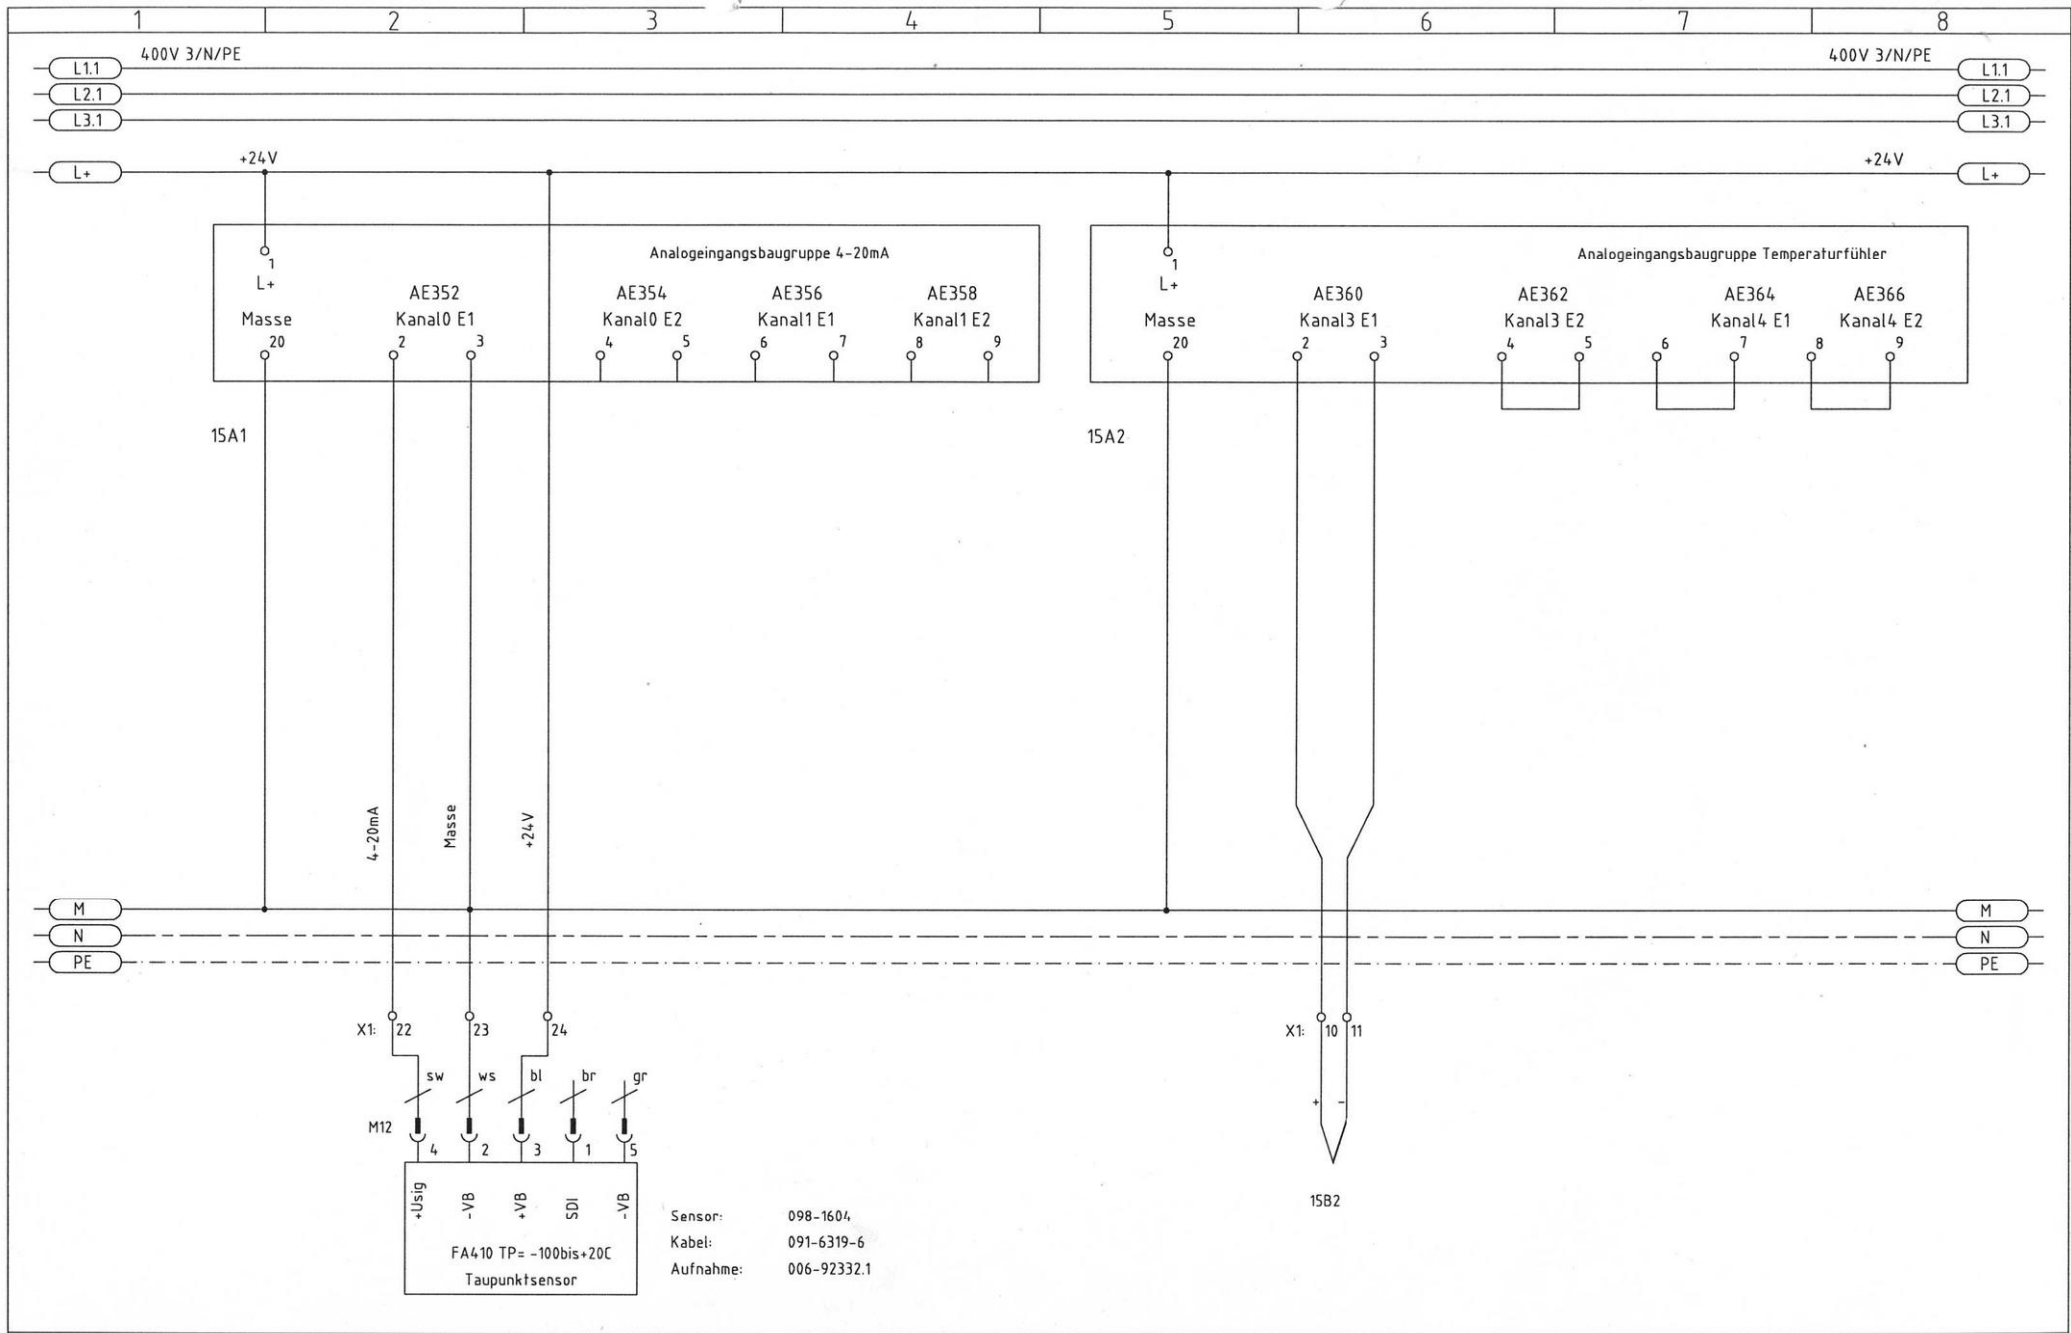 1 2 3 4 5 6 7 8
400V 3/N/PE 400V 3/N/PE
L1.1 L1.1
L2.1 L2.1
L3.1 L3.1
+24V +24V
L+ L+
Analogeingangsbaugruppe 4-20mA Analogeingangsbaugruppe Temperaturfühler
1 1
L+ AE352 AE354 AE356 AE358 L+ AE360 AE362 AE364 AE366
Masse Kanal0 E1 Kanal0 E2 Kanal1 E1 Kanal1 E2 Masse Kanal3 E1 Kanal3 E2 Kanal4 E1 Kanal4 E2
20 2 3 4 5 6 7 8 9 20 2 3 4 5 6 7 8 9
15A1 15A2
4-20mA Masse +24V
M M
N N
PE PE
X1: 22 23 24 X1: 10 11
sw ws bl br gr
+ -
M12
4 2 3 1 5
+Usig -VB +VB SDI -VB
15B2
FA410 TP= -100bis+20C
Taupunktsensor
Sensor: 098-1604
Kabel: 091-6319-6
Aufnahme: 006-92332.1